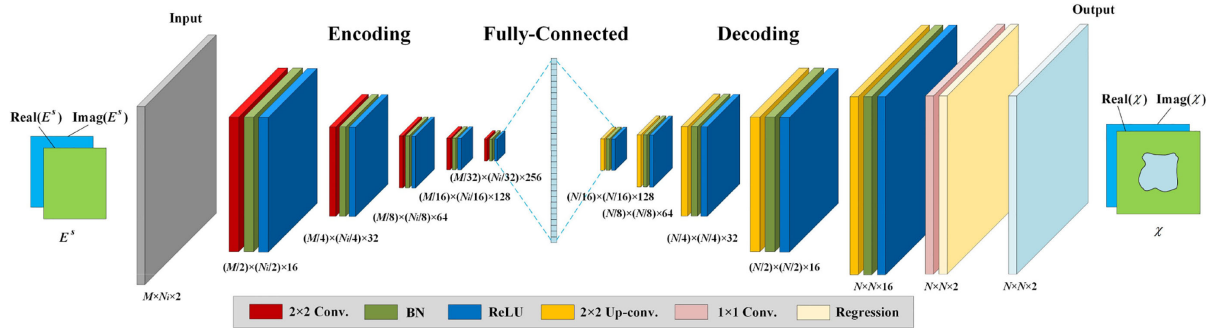 Input
Encoding
Fully-Connected
Decoding
Output
Real(Eˢ)
Imag(Eˢ)
Eˢ
M×Ni×2
(M/2)×(Ni/2)×16
(M/4)×(Ni/4)×32
(M/8)×(Ni/8)×64
(M/16)×(Ni/16)×128
(M/32)×(Ni/32)×256
(N/16)×(N/16)×128
(N/8)×(N/8)×64
(N/4)×(N/4)×32
(N/2)×(N/2)×16
N×N×16
N×N×2
N×N×2
Real(χ)
Imag(χ)
χ
2×2 Conv.
BN
ReLU
2×2 Up-conv.
1×1 Conv.
Regression